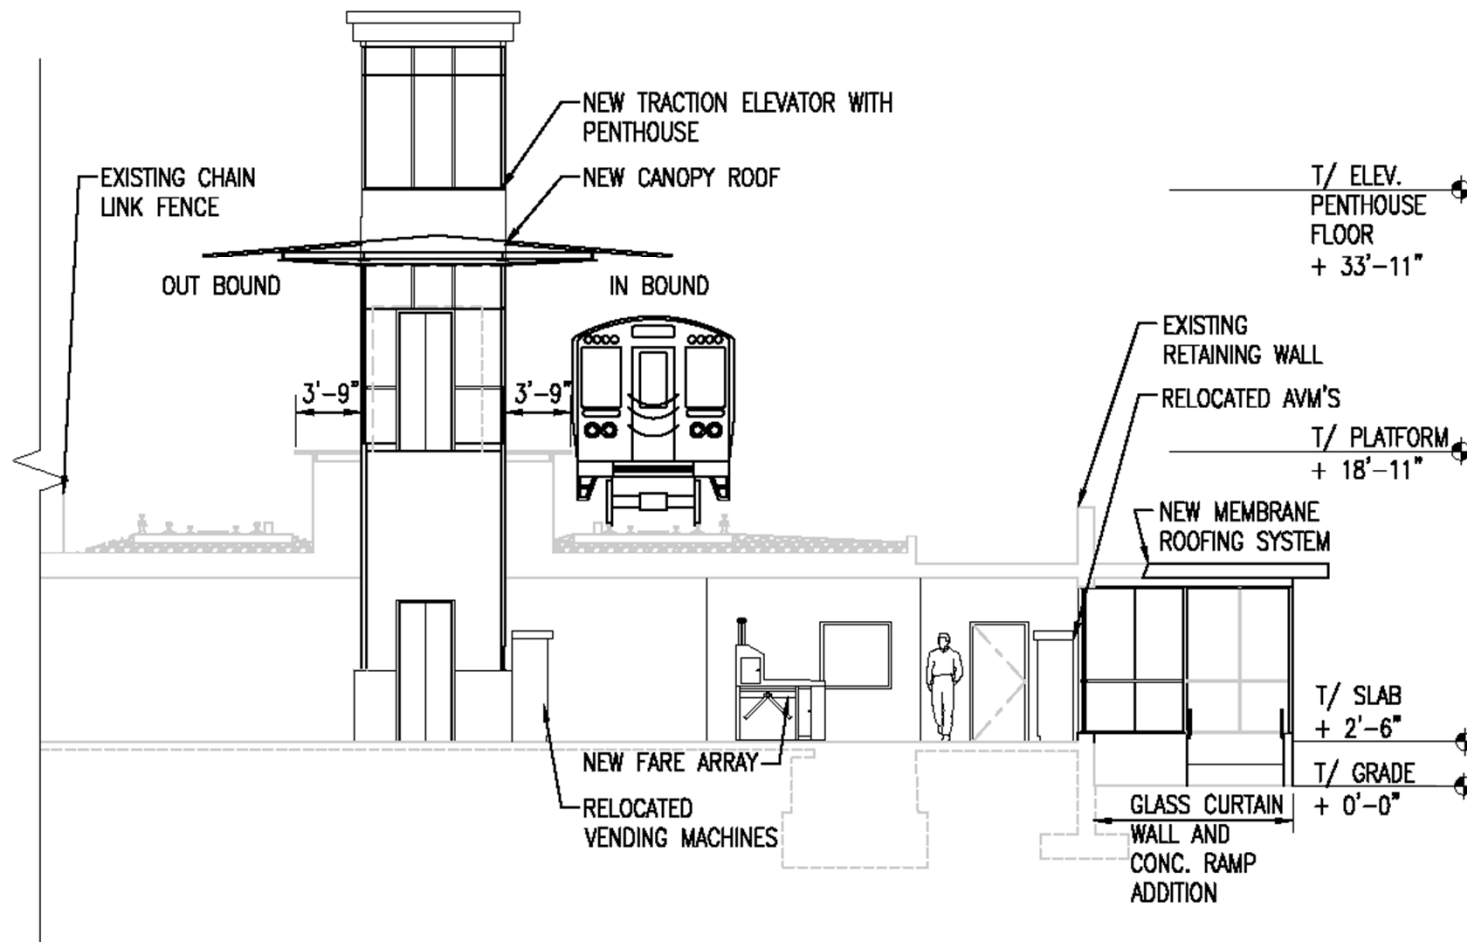 NEW TRACTION ELEVATOR WITH
PENTHOUSE
EXISTING CHAIN
LINK FENCE
NEW CANOPY ROOF
T/ ELEV.
PENTHOUSE
FLOOR
+ 33'-11"
OUT BOUND
IN BOUND
EXISTING
RETAINING WALL
3'-9"
3'-9"
RELOCATED AVM'S
T/ PLATFORM
+ 18'-11"
NEW MEMBRANE
ROOFING SYSTEM
T/ SLAB
+ 2'-6"
NEW FARE ARRAY
T/ GRADE
+ 0'-0"
RELOCATED
VENDING MACHINES
GLASS CURTAIN
WALL AND
CONC. RAMP
ADDITION